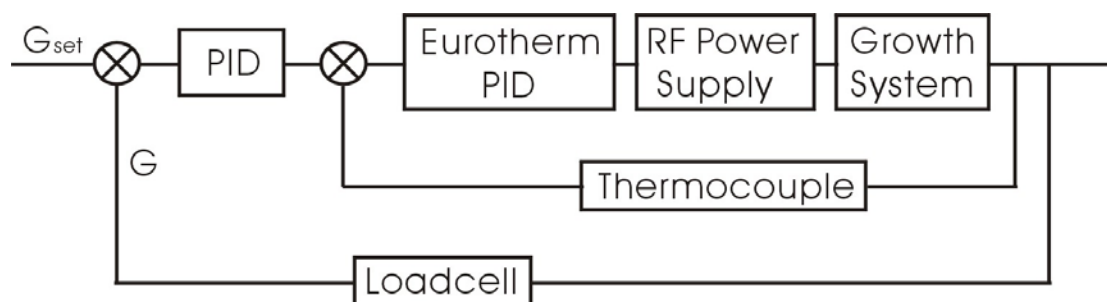 Gset
PID
Eurotherm
PID
RF Power
Supply
Growth
System
G
Thermocouple
Loadcell